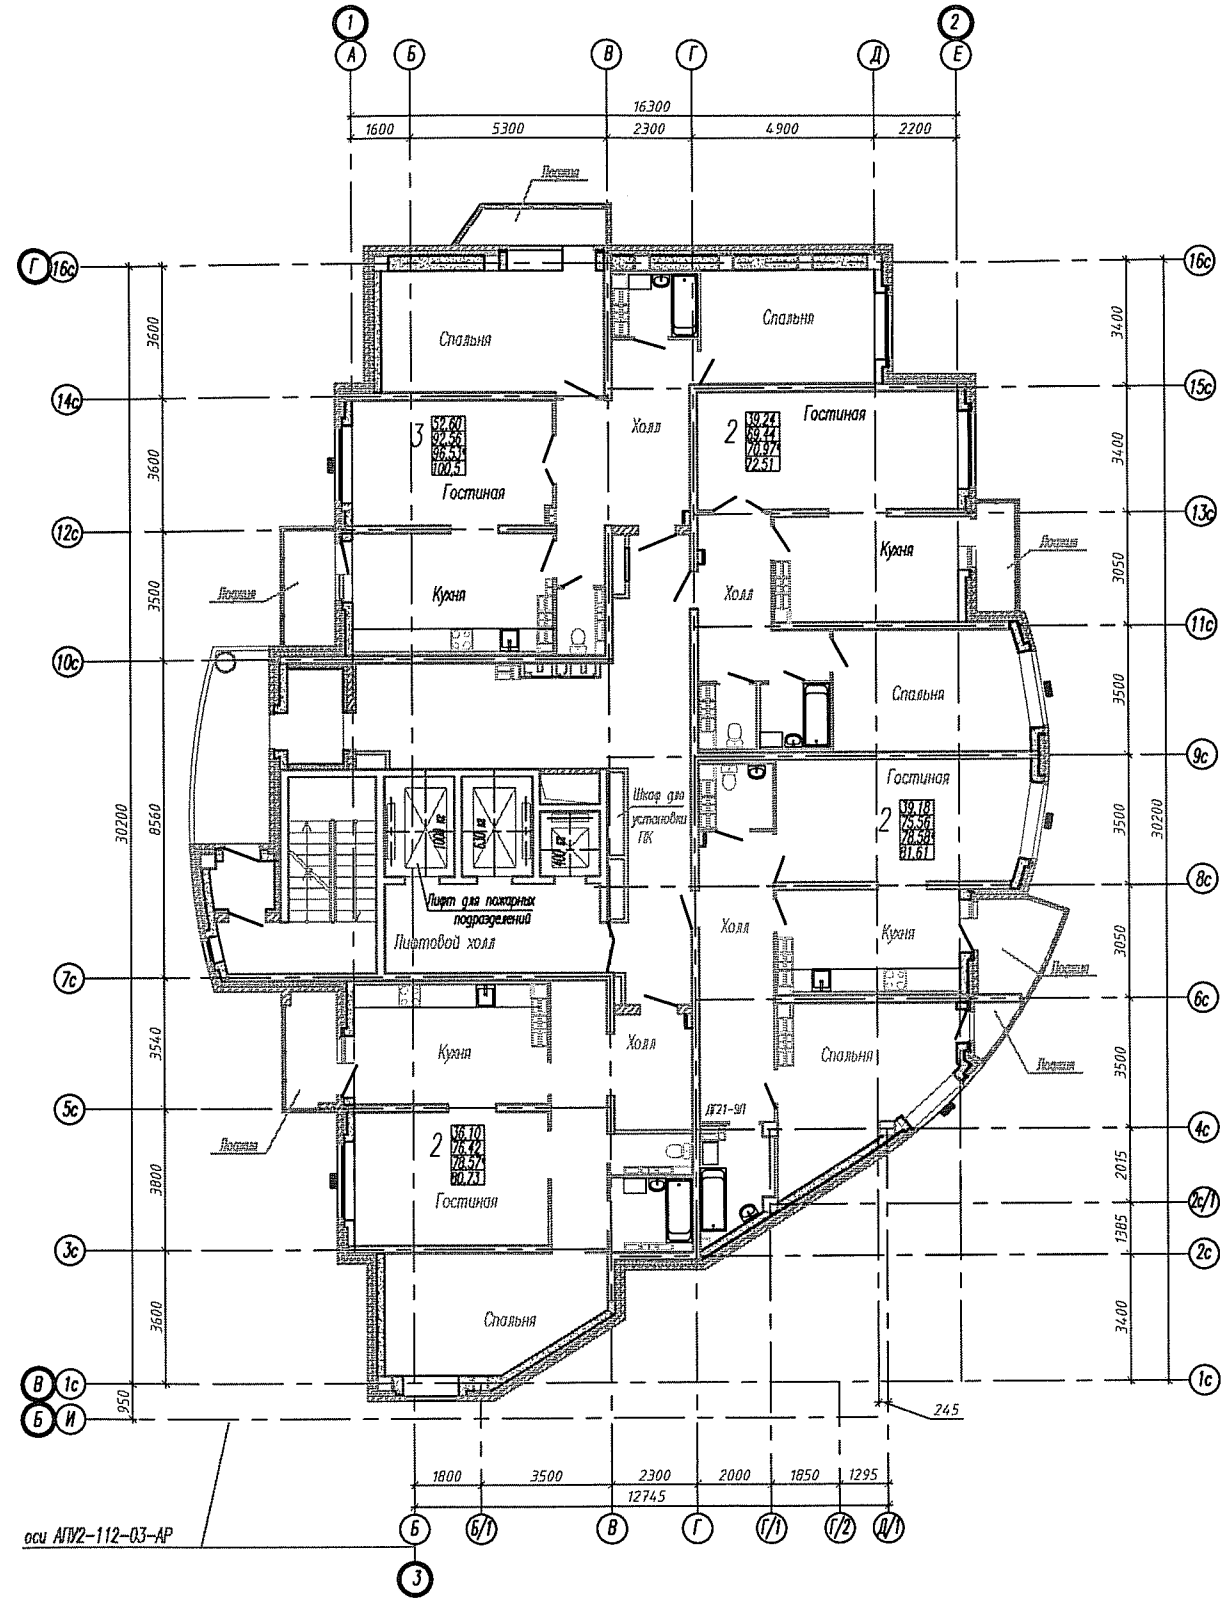 1
2
А
Б
В
Г
Д
Е
16300
1600
5300
2300
4900
2200
Лоджия
Г
16с
16с
3600
Спальня
Спальня
3400
14с
15с
3
52.60
92.56
96.53*
100,5
Холл
2
39.24
69.44
70.97*
72.51
Гостиная
3600
Гостиная
3400
12с
13с
Лоджия
Кухня
3500
Лоджия
Кухня
Холл
3050
11с
10с
Спальня
3500
9с
Гостиная
30200
8560
1000 кг
630 кг
400 кг
Шкаф для
установки
ПК
2
39.18
75.56
78.58*
81.61
3500
30200
8с
Лифт для пожарных
подразделений
Лифтовой холл
Холл
Кухня
3050
7с
Лоджия
6с
3540
Кухня
Холл
Спальня
Лоджия
3500
5с
ДГ21-9Л
4с
Лоджия
2
36.10
76.42
78.57*
80.73
3800
Гостиная
2015
2с/1
1385
3с
2с
3600
Спальня
3400
В
1с
1с
950
Б
И
245
1800
3500
2300
2000
1850
1295
12745
Б
Б/1
В
Г
Г/1
Г/2
Д/1
оси АПУ2-112-03-АР
3